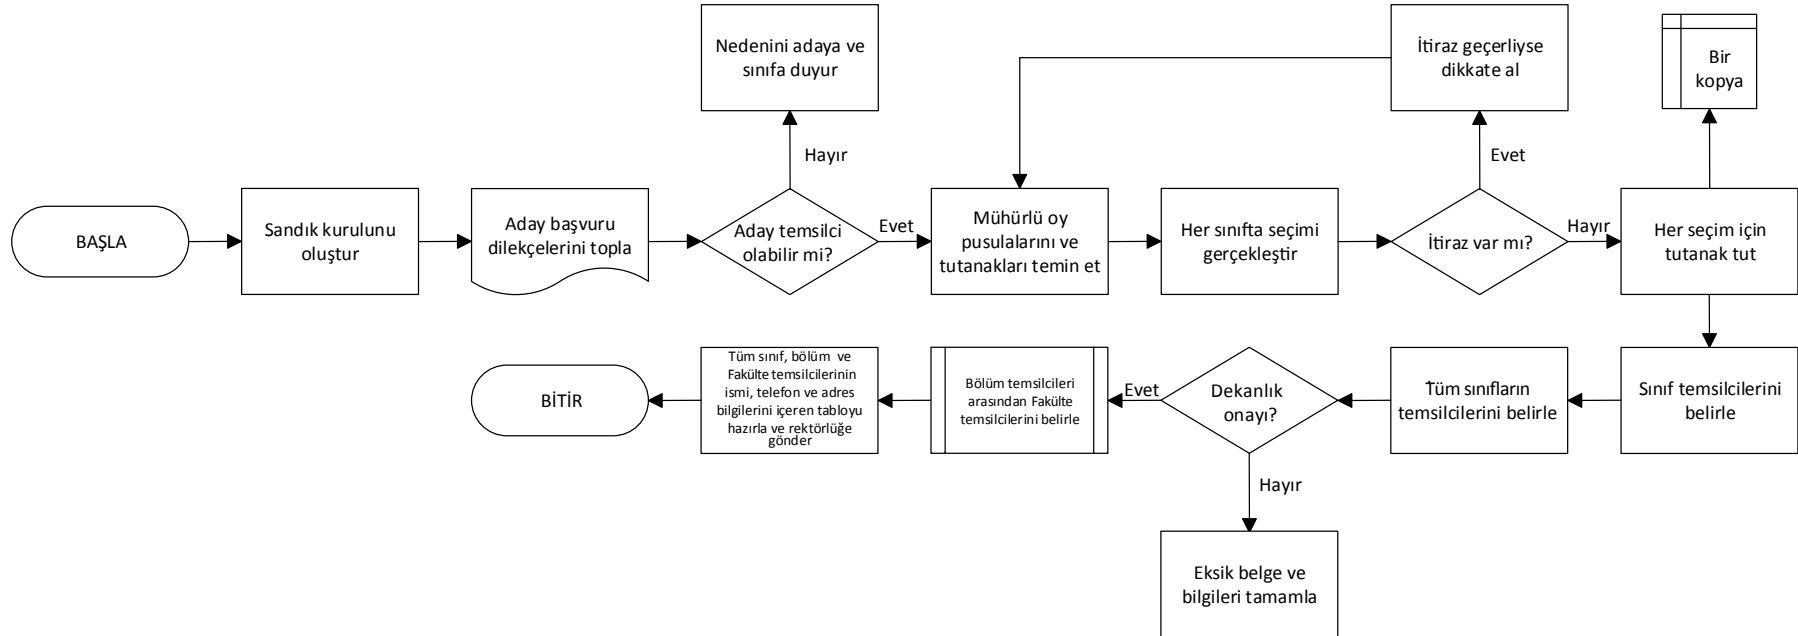 BAŞLA
Sandık kurulunu
oluştur
Aday başvuru
dilekçelerini topla
Aday temsilci
olabilir mi?
Hayır
Nedenini adaya ve
sınıfa duyur
Evet
Mühürlü oy
pusulalarını ve
tutanakları temin et
Her sınıfta seçimi
gerçekleştir
İtiraz var mı?
Evet
İtiraz geçerliyse
dikkate al
Hayır
Her seçim için
tutanak tut
Bir
kopya
Sınıf temsilcilerini
belirle
Tüm sınıfların
temsilcilerini belirle
Dekanlık
onayı?
Hayır
Eksik belge ve
bilgileri tamamla
Evet
Bölüm temsilcileri
arasından Fakülte
temsilcilerini belirle
Tüm sınıf, bölüm ve
Fakülte temsilcilerinin
ismi, telefon ve adres
bilgilerini içeren tabloyu
hazırla ve rektörlüğe
gönder
BİTİR